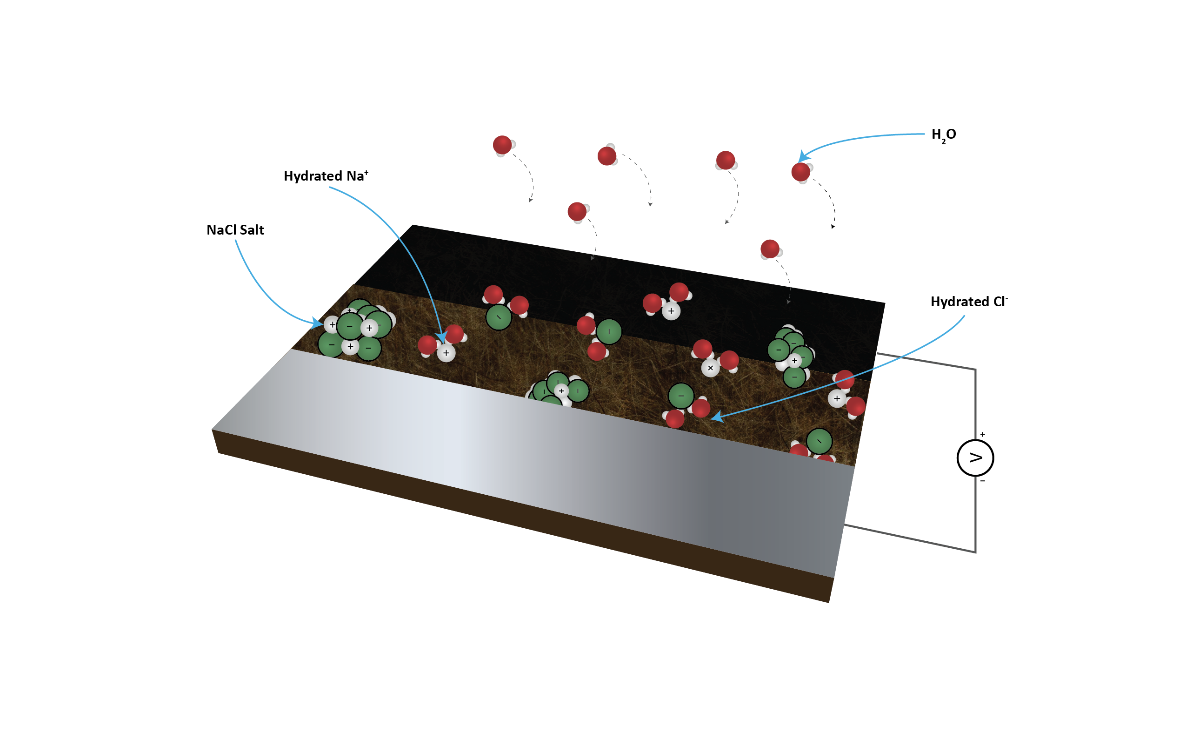 H₂O
Hydrated Na⁺
NaCl Salt
Hydrated Cl⁻
+
V
−